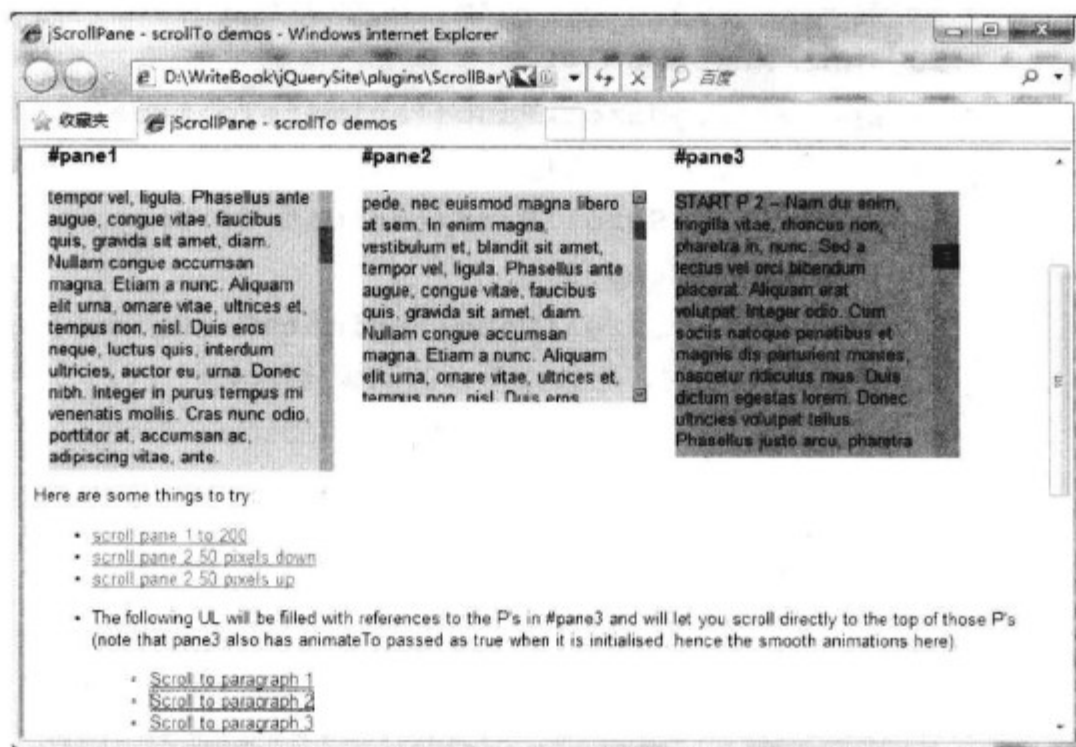 jScrollPane - scrollTo demos - Windows Internet Explorer
D:\WriteBook\jQuerySite\plugins\ScrollBar\j
百度
收藏夹
jScrollPane - scrollTo demos
#pane1
tempor vel, ligula. Phasellus ante
augue, congue vitae, faucibus
quis, gravida sit amet, diam.
Nullam congue accumsan
magna. Etiam a nunc. Aliquam
elit urna, ornare vitae, ultrices et,
tempus non, nisl. Duis eros
neque, luctus quis, interdum
ultricies, auctor eu, urna. Donec
nibh. Integer in purus tempus mi
venenatis mollis. Cras nunc odio,
porttitor at, accumsan ac,
adipiscing vitae, ante.
#pane2
pede, nec euismod magna libero
at sem. In enim magna,
vestibulum et, blandit sit amet,
tempor vel, ligula. Phasellus ante
augue, congue vitae, faucibus
quis, gravida sit amet, diam.
Nullam congue accumsan
magna. Etiam a nunc. Aliquam
elit urna, ornare vitae, ultrices et,
tempus non, nisl. Duis eros
#pane3
START P 2 – Nam dui enim,
fringilla vitae, rhoncus non,
pharetra in, nunc. Sed a
lectus vel orci bibendum
placerat. Aliquam erat
volutpat. Integer odio. Cum
sociis natoque penatibus et
magnis dis parturient montes,
nascetur ridiculus mus. Duis
dictum egestas lorem. Donec
ultricies volutpat tellus.
Phasellus justo arcu, pharetra
Here are some things to try:
• scroll pane 1 to 200
• scroll pane 2 50 pixels down
• scroll pane 2 50 pixels up
• The following UL will be filled with references to the P's in #pane3 and will let you scroll directly to the top of those P's
(note that pane3 also has animateTo passed as true when it is initialised, hence the smooth animations here)
◦ Scroll to paragraph 1
◦ Scroll to paragraph 2
◦ Scroll to paragraph 3